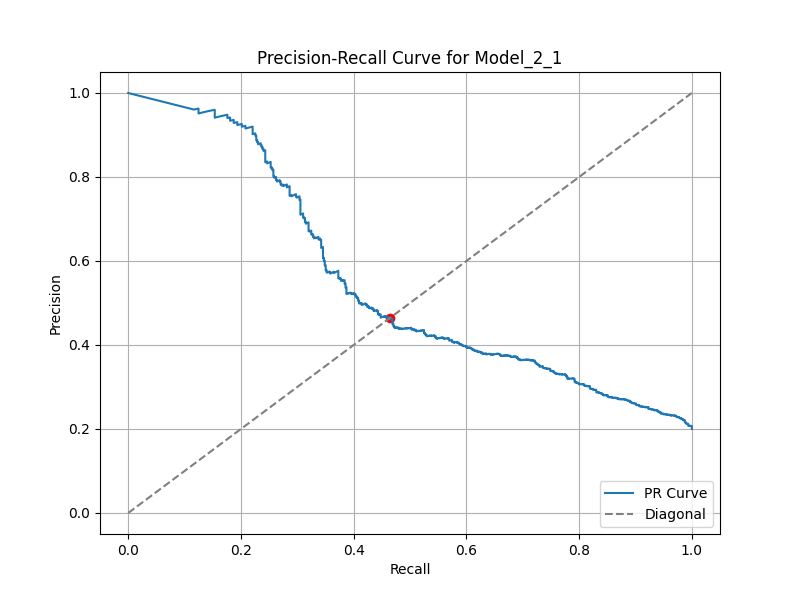 Precision-Recall Curve for Model_2_1
1.0
0.8
0.6
0.4
0.2
0.0
Precision
0.0 0.2 0.4 0.6 0.8 1.0
Recall
PR Curve
Diagonal